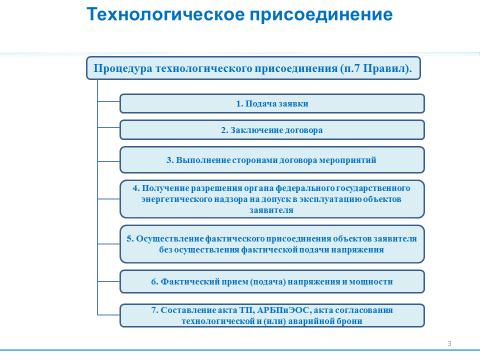 Технологическое присоединение
Процедура технологического присоединения (п.7 Правил).
1. Подача заявки
2. Заключение договора
3. Выполнение сторонами договора мероприятий
4. Получение разрешения органа федерального государственного
энергетического надзора на допуск в эксплуатацию объектов
заявителя
5. Осуществление фактического присоединения объектов заявителя
без осуществления фактической подачи напряжения
6. Фактический прием (подача) напряжения и мощности
7. Составление акта ТП, АРБПиЭОС, акта согласования
технологической и (или) аварийной брони
3